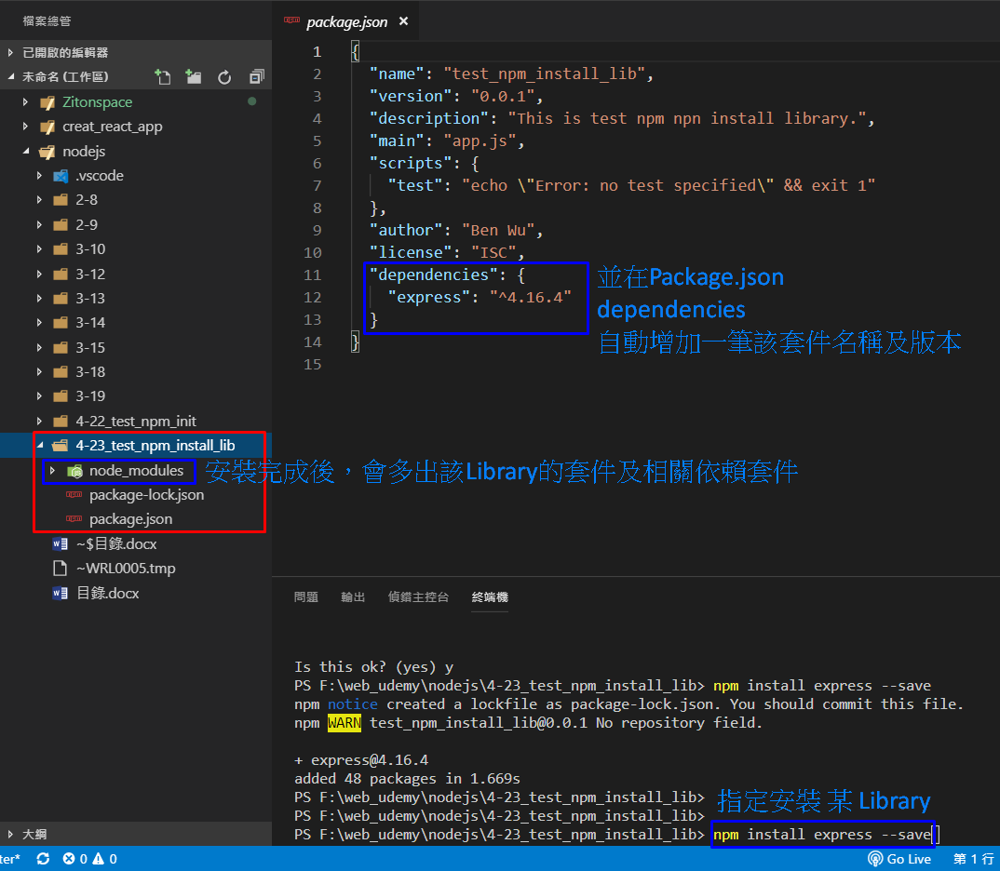 檔案總管
已開啟的編輯器
未命名 (工作區)
Zitonspace
creat_react_app
nodejs
.vscode
2-8
2-9
3-10
3-12
3-13
3-14
3-15
3-18
3-19
4-22_test_npm_init
4-23_test_npm_install_lib
node_modules
package-lock.json
package.json
~$目錄.docx
~WRL0005.tmp
目錄.docx
大綱
package.json ×
1 {
2 "name": "test_npm_install_lib",
3 "version": "0.0.1",
4 "description": "This is test npm npn install library.",
5 "main": "app.js",
6 "scripts": {
7 "test": "echo \"Error: no test specified\" && exit 1"
8 },
9 "author": "Ben Wu",
10 "license": "ISC",
11 "dependencies": {
12 "express": "^4.16.4"
13 }
14 }
15
並在Package.json
dependencies
自動增加一筆該套件名稱及版本
安裝完成後，會多出該Library的套件及相關依賴套件
問題 輸出 偵錯主控台 終端機
Is this ok? (yes) y
PS F:\web_udemy\nodejs\4-23_test_npm_install_lib> npm install express --save
npm notice created a lockfile as package-lock.json. You should commit this file.
npm WARN test_npm_install_lib@0.0.1 No repository field.
+ express@4.16.4
added 48 packages in 1.669s
PS F:\web_udemy\nodejs\4-23_test_npm_install_lib>
PS F:\web_udemy\nodejs\4-23_test_npm_install_lib>
指定安裝 某 Library
PS F:\web_udemy\nodejs\4-23_test_npm_install_lib> npm install express --save
ter* 0 0 Go Live 第 1 行